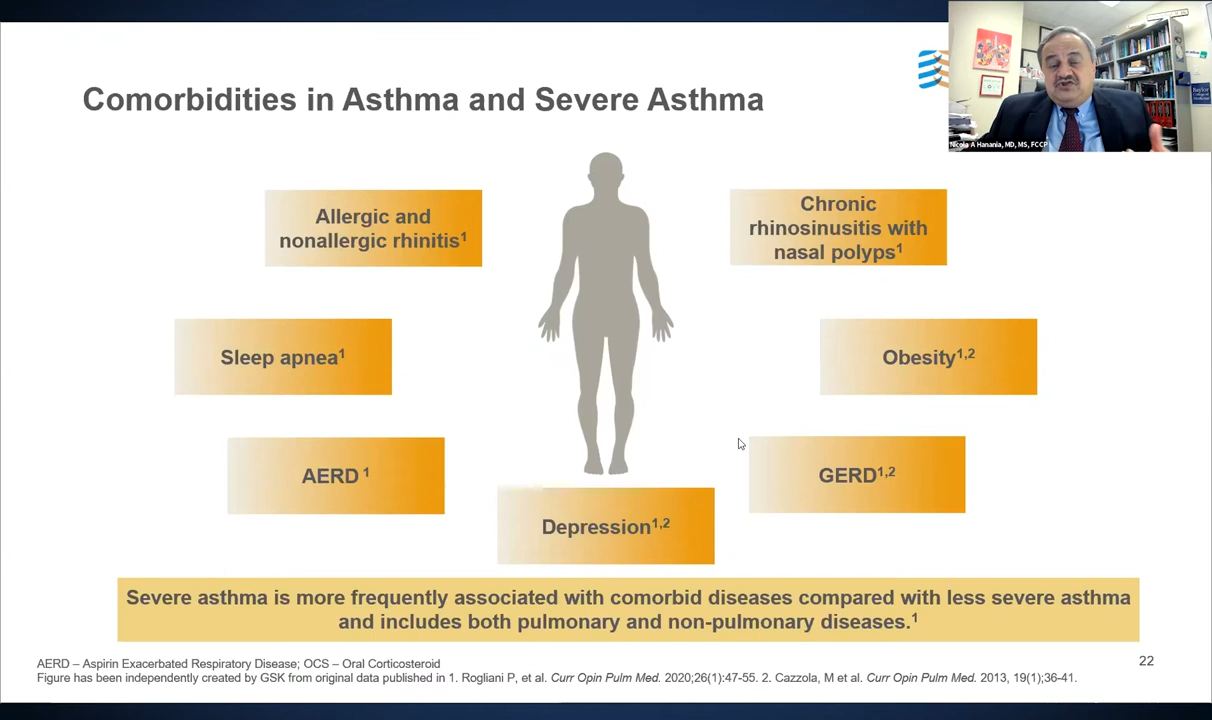 Comorbidities in Asthma and Severe Asthma
Nicola A Hanania, MD, MS, FCCP
Baylor
College of
Medicine
Allergic and
nonallergic rhinitis1
Chronic
rhinosinusitis with
nasal polyps1
Sleep apnea1
Obesity1,2
AERD 1
GERD1,2
Depression1,2
Severe asthma is more frequently associated with comorbid diseases compared with less severe asthma
and includes both pulmonary and non-pulmonary diseases.1
22
AERD – Aspirin Exacerbated Respiratory Disease; OCS – Oral Corticosteroid
Figure has been independently created by GSK from original data published in 1. Rogliani P, et al. Curr Opin Pulm Med. 2020;26(1):47-55. 2. Cazzola, M et al. Curr Opin Pulm Med. 2013, 19(1);36-41.